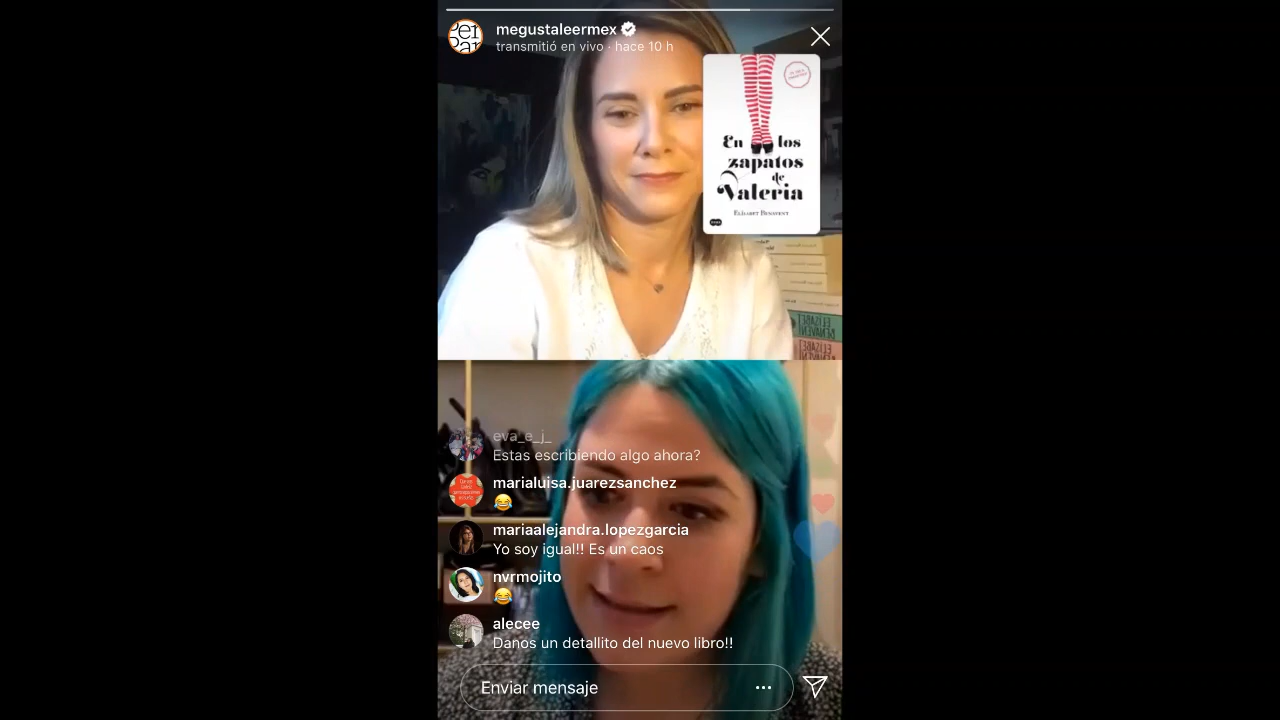 megustaleermex
transmitió en vivo · hace 10 h
En los
zapatos
de
Valeria
ELÍSABET BENAVENT
eva_e_j_
Estas escribiendo algo ahora?
marialuisa.juarezsanchez
😂
mariaalejandra.lopezgarcia
Yo soy igual!! Es un caos
nvrmojito
😂
alecee
Danos un detallito del nuevo libro!!
Enviar mensaje